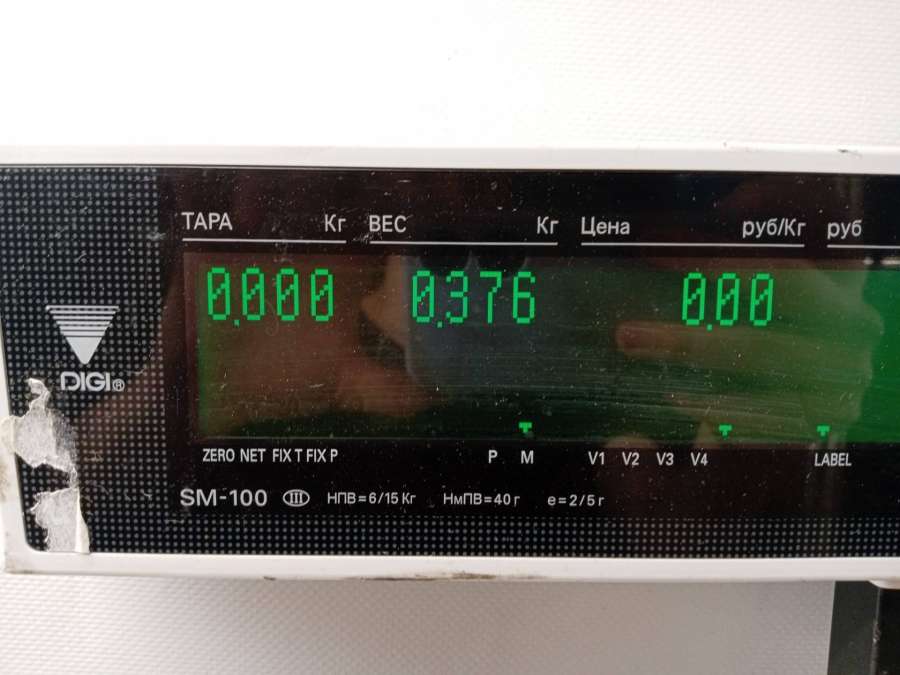 ТАРА Кг ВЕС Кг Цена руб/Кг руб
0.000 0.376 0.00
DIGI®
ZERO NET FIX T FIX P P M V1 V2 V3 V4 LABEL
SM-100 III НПВ=6/15 Кг НмПВ=40 г e=2/5 г